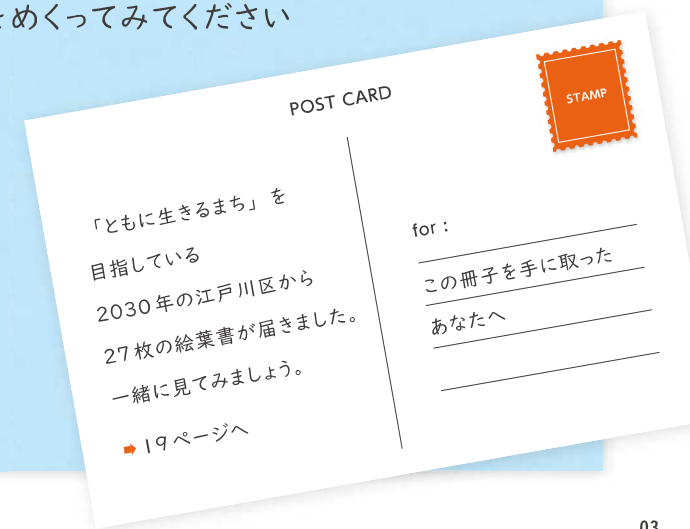 をめくってみてください
POST CARD
STAMP
「ともに生きるまち」を
目指している
2030年の江戸川区から
27枚の絵葉書が届きました。
一緒に見てみましょう。
➡ 19ページへ
for :
この冊子を手に取った
あなたへ
03